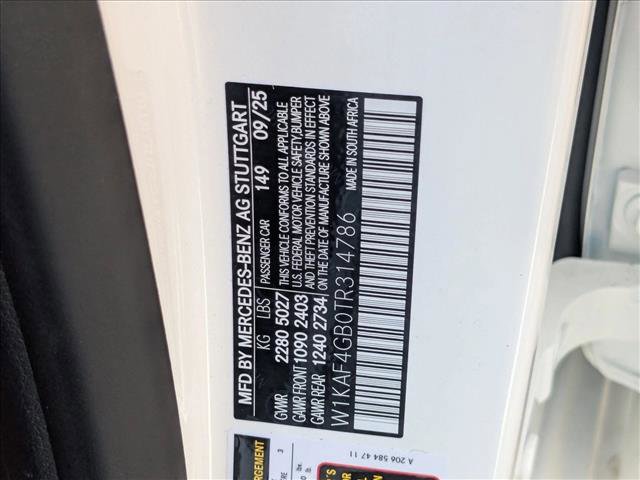 MFD BY MERCEDES-BENZ AG STUTTGART
KG LBS PASSENGER CAR 149 09/25
GVWR 2280 5027 THIS VEHICLE CONFORMS TO ALL APPLICABLE
GAWR FRONT 1090 2403 U.S. FEDERAL MOTOR VEHICLE SAFETY, BUMPER
AND THEFT PREVENTION STANDARDS IN EFFECT
GAWR REAR 1240 2734 ON THE DATE OF MANUFACTURE SHOWN ABOVE
W1KAF4GB0TR314786 MADE IN SOUTH AFRICA
A 206 584 47 11